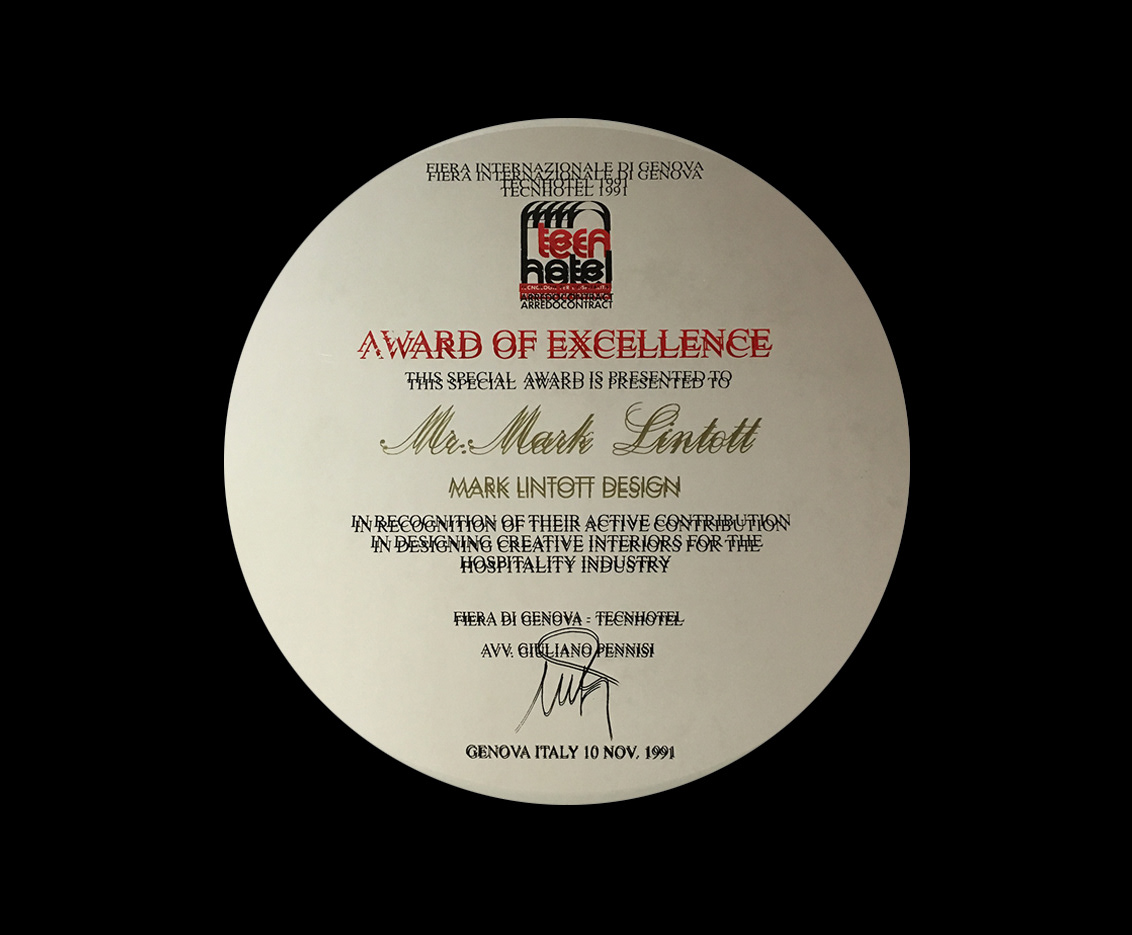 FIERA INTERNAZIONALE DI GENOVA
TECNHOTEL 1991
tecn
hotel
ARREDOCONTRACT
AWARD OF EXCELLENCE
THIS SPECIAL AWARD IS PRESENTED TO
Mr. Mark Lintott
MARK LINTOTT DESIGN
IN RECOGNITION OF THEIR ACTIVE CONTRIBUTION
IN DESIGNING CREATIVE INTERIORS FOR THE
HOSPITALITY INDUSTRY
FIERA DI GENOVA - TECNHOTEL
AVV. GIULIANO PENNISI
GENOVA ITALY 10 NOV. 1991